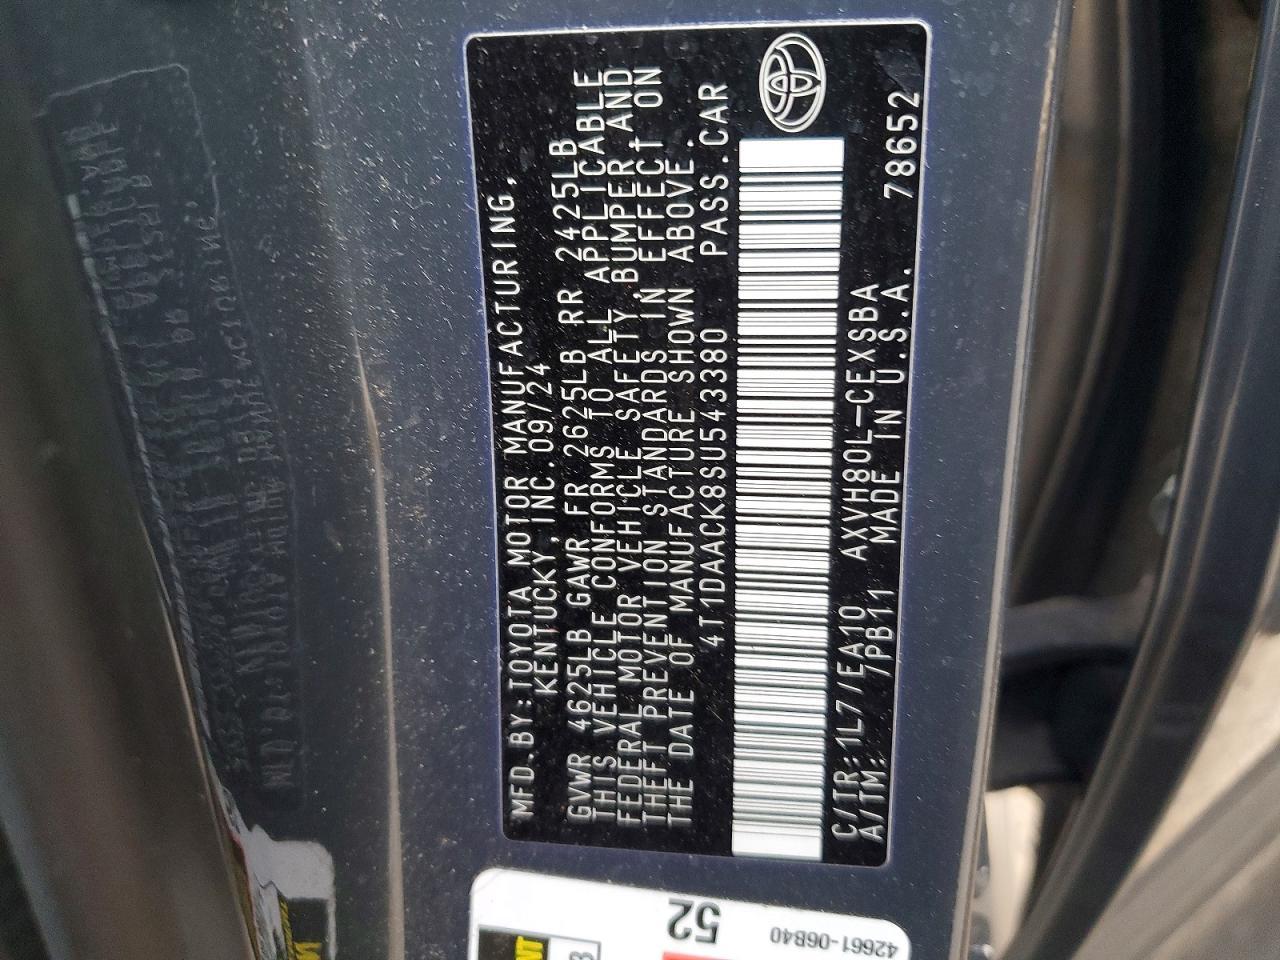 MFD.BY:TOYOTA MOTOR MANUFACTURING,
KENTUCKY,INC.09/24
GVWR 4625LB GAWR FR 2625LB RR 2425LB
THIS VEHICLE CONFORMS TO ALL APPLICABLE
FEDERAL MOTOR VEHICLE SAFETY,BUMPER AND
THEFT PREVENTION STANDARDS IN EFFECT ON
THE DATE OF MANUFACTURE SHOWN ABOVE.
4T1DAACK8SU543380 PASS.CAR
C/TR:1L7/EA10 AXVH80L-CEXSBA
A/TM: /PB11 MADE IN U.S.A. 78652
52
42661-06B40